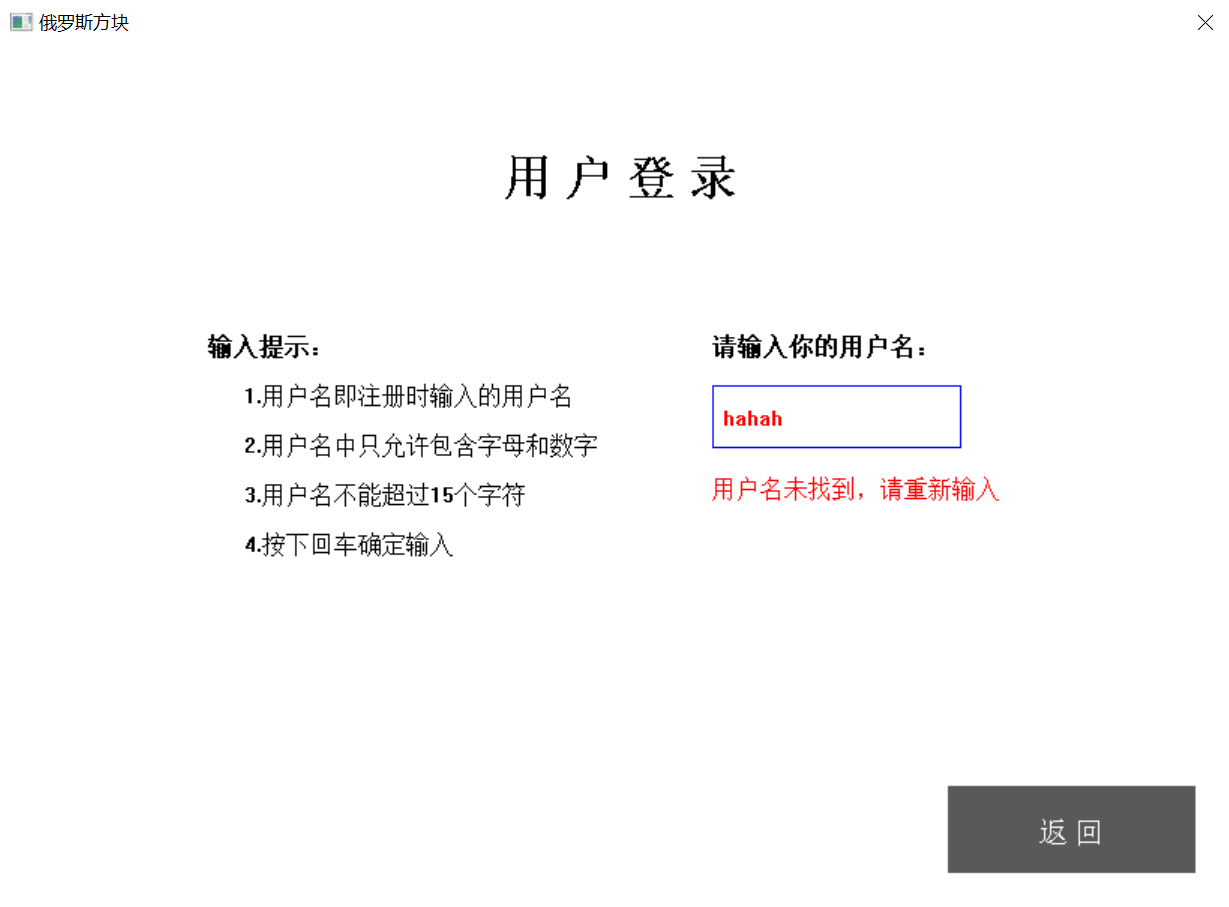 俄罗斯方块
用户登录
输入提示：
1.用户名即注册时输入的用户名
2.用户名中只允许包含字母和数字
3.用户名不能超过15个字符
4.按下回车确定输入
请输入你的用户名：
hahah
用户名未找到，请重新输入
返回